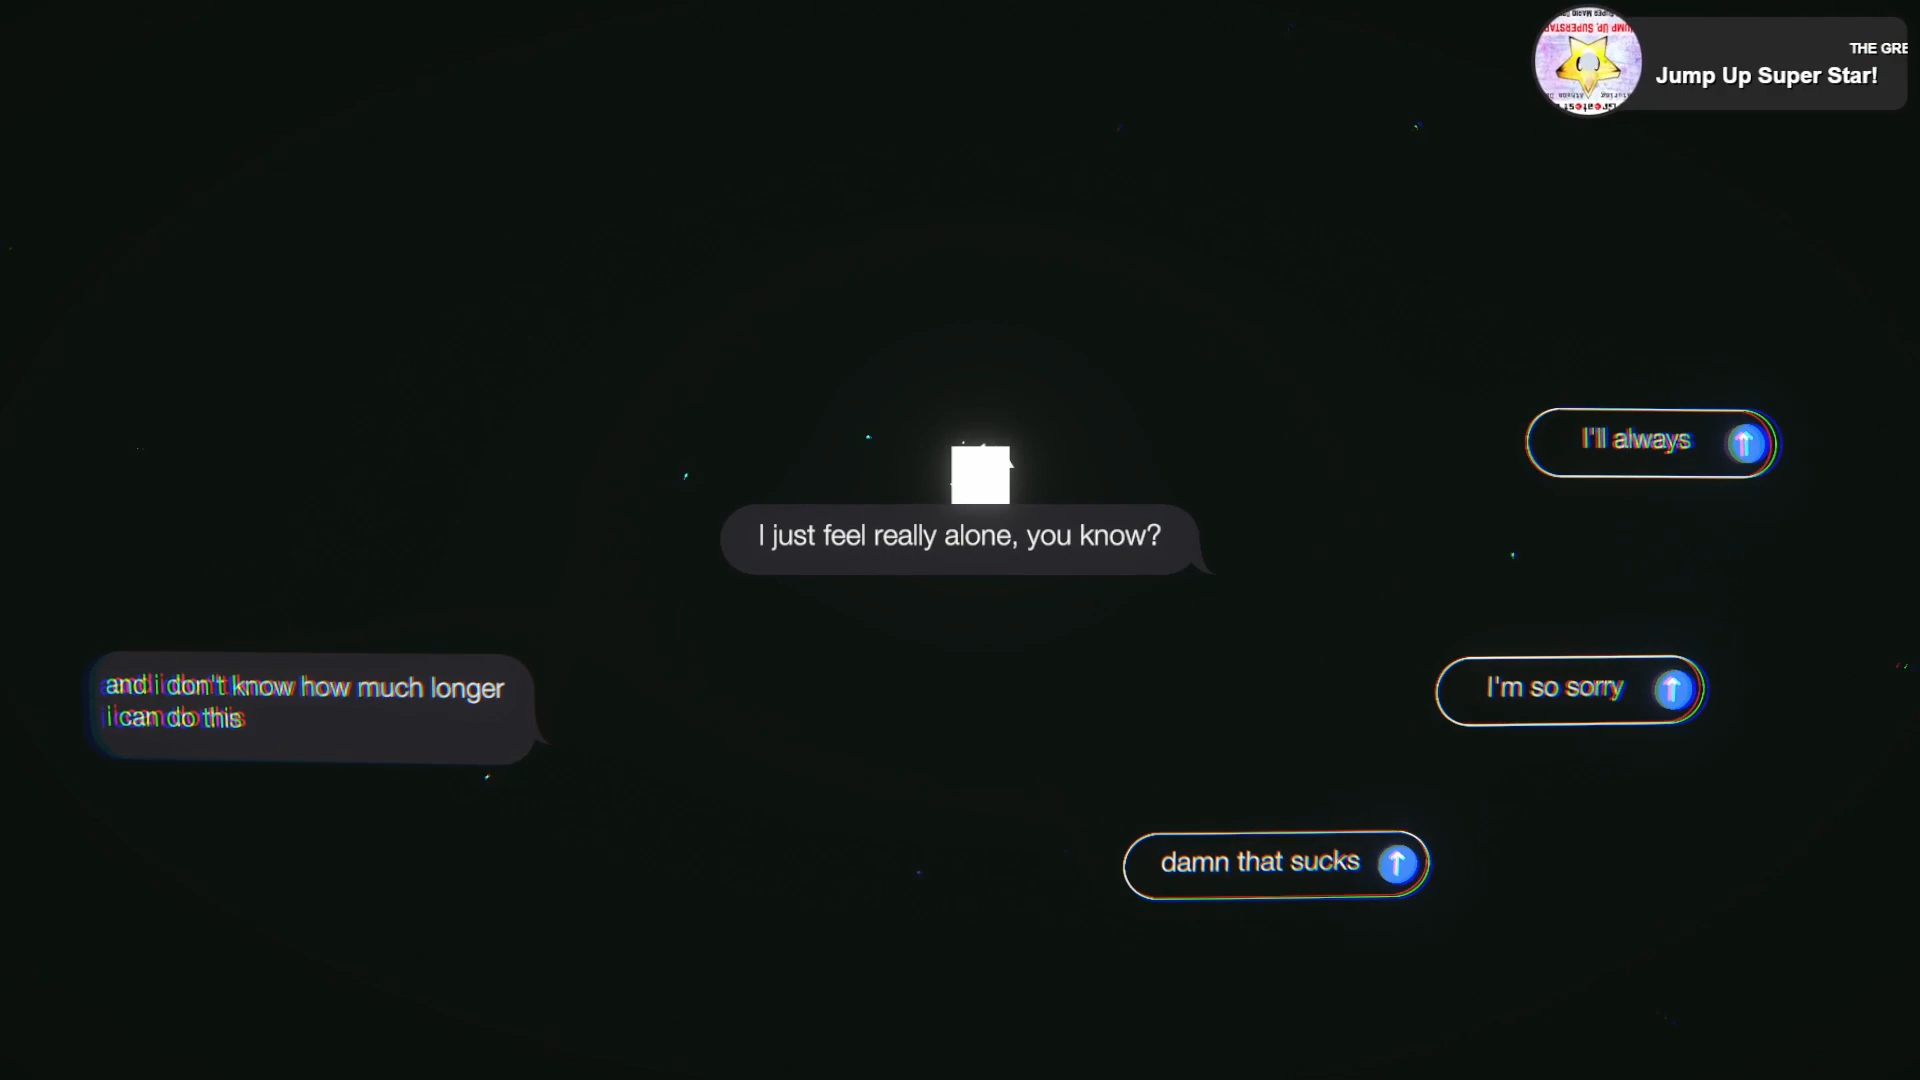 THE GRE
Jump Up Super Star!
I'll always
I just feel really alone, you know?
and i don't know how much longer
i can do this
I'm so sorry
damn that sucks